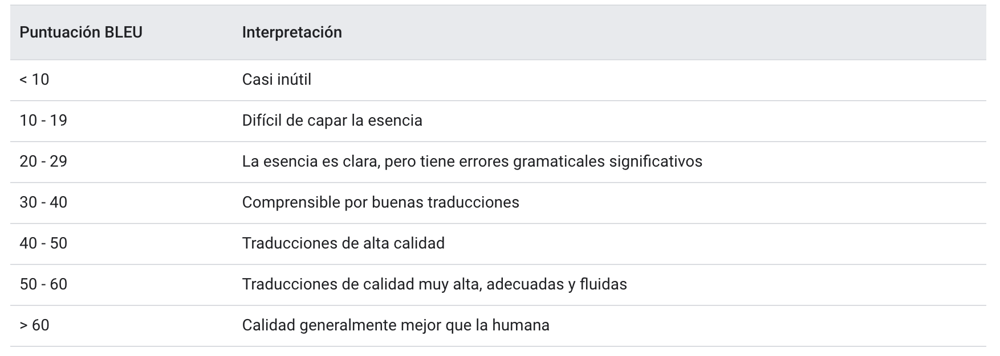 Puntuación BLEU Interpretación
< 10 Casi inútil
10 - 19 Difícil de capar la esencia
20 - 29 La esencia es clara, pero tiene errores gramaticales significativos
30 - 40 Comprensible por buenas traducciones
40 - 50 Traducciones de alta calidad
50 - 60 Traducciones de calidad muy alta, adecuadas y fluidas
> 60 Calidad generalmente mejor que la humana